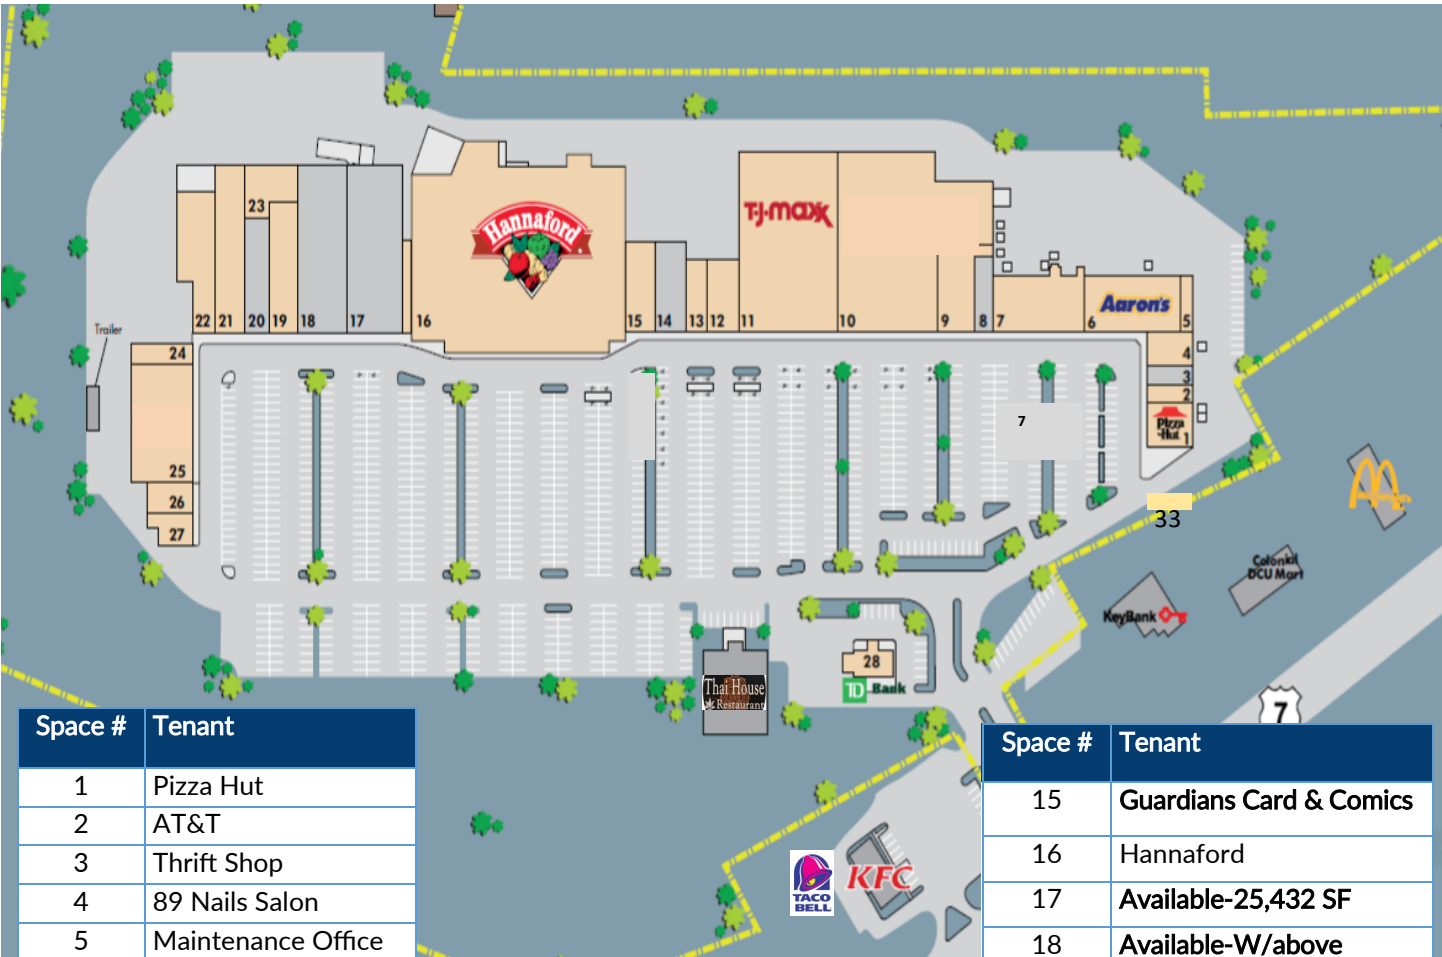 Hannaford
T·J·maxx
23
22 21 20 19 18 17 16 15 14 13 12 11 10 9 8 7 6 5
Aaron's
Trailer
24
4
3
2
Pizza Hut
1
7
25
26
27
33
McDonald's
Colonial
DCU Mart
KeyBank
28
TD Bank
Thai House
Restaurant
7
TACO
BELL
KFC
Space # Tenant
1 Pizza Hut
2 AT&T
3 Thrift Shop
4 89 Nails Salon
5 Maintenance Office
Space # Tenant
15 Guardians Card & Comics
16 Hannaford
17 Available-25,432 SF
18 Available-W/above